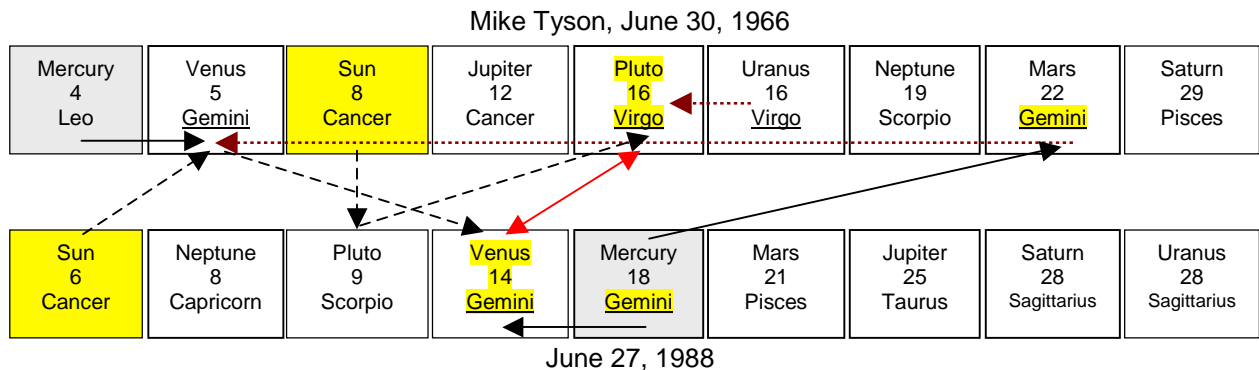 Mike Tyson, June 30, 1966
Mercury
4
Leo
Venus
5
Gemini
Sun
8
Cancer
Jupiter
12
Cancer
Pluto
16
Virgo
Uranus
16
Virgo
Neptune
19
Scorpio
Mars
22
Gemini
Saturn
29
Pisces
Sun
6
Cancer
Neptune
8
Capricorn
Pluto
9
Scorpio
Venus
14
Gemini
Mercury
18
Gemini
Mars
21
Pisces
Jupiter
25
Taurus
Saturn
28
Sagittarius
Uranus
28
Sagittarius
June 27, 1988